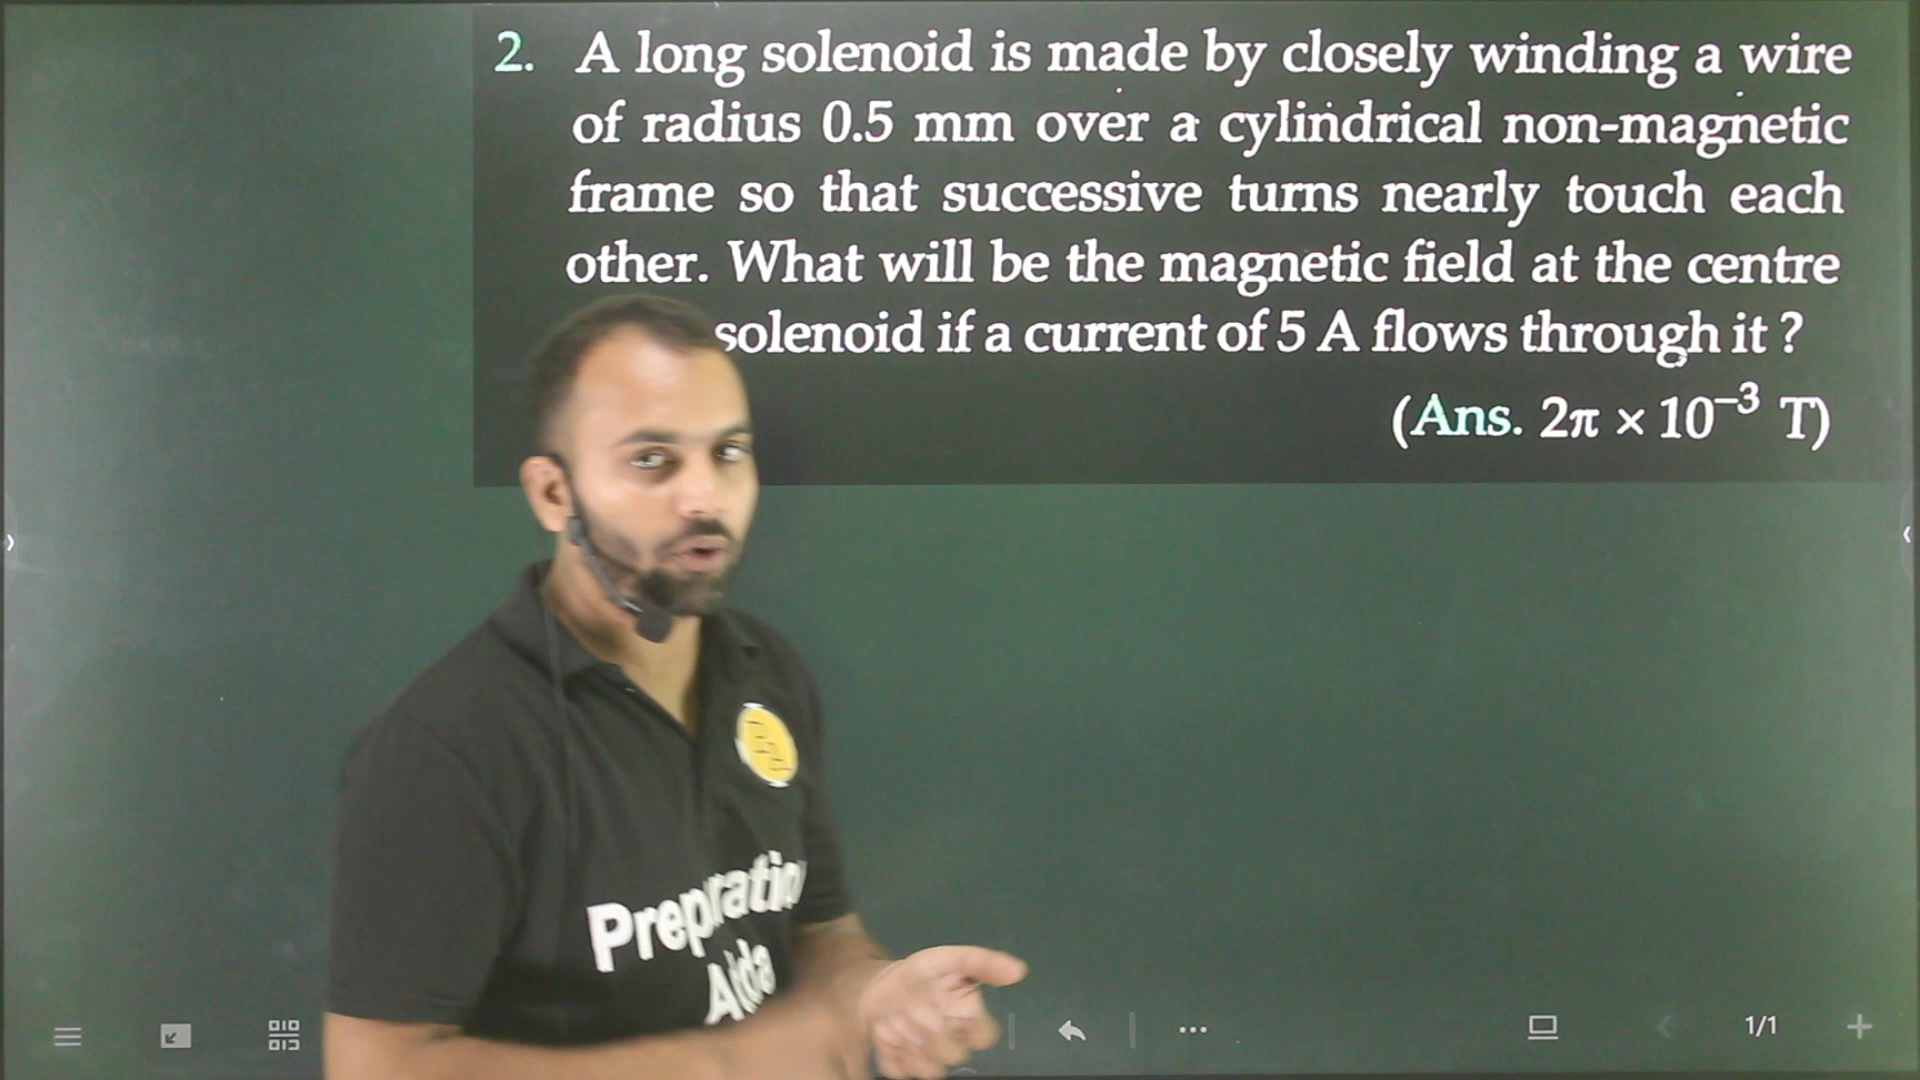 2. A long solenoid is made by closely winding a wire
of radius 0.5 mm over a cylindrical non-magnetic
frame so that successive turns nearly touch each
other. What will be the magnetic field at the centre
solenoid if a current of 5 A flows through it ?
(Ans. 2π × 10⁻³ T)
1/1